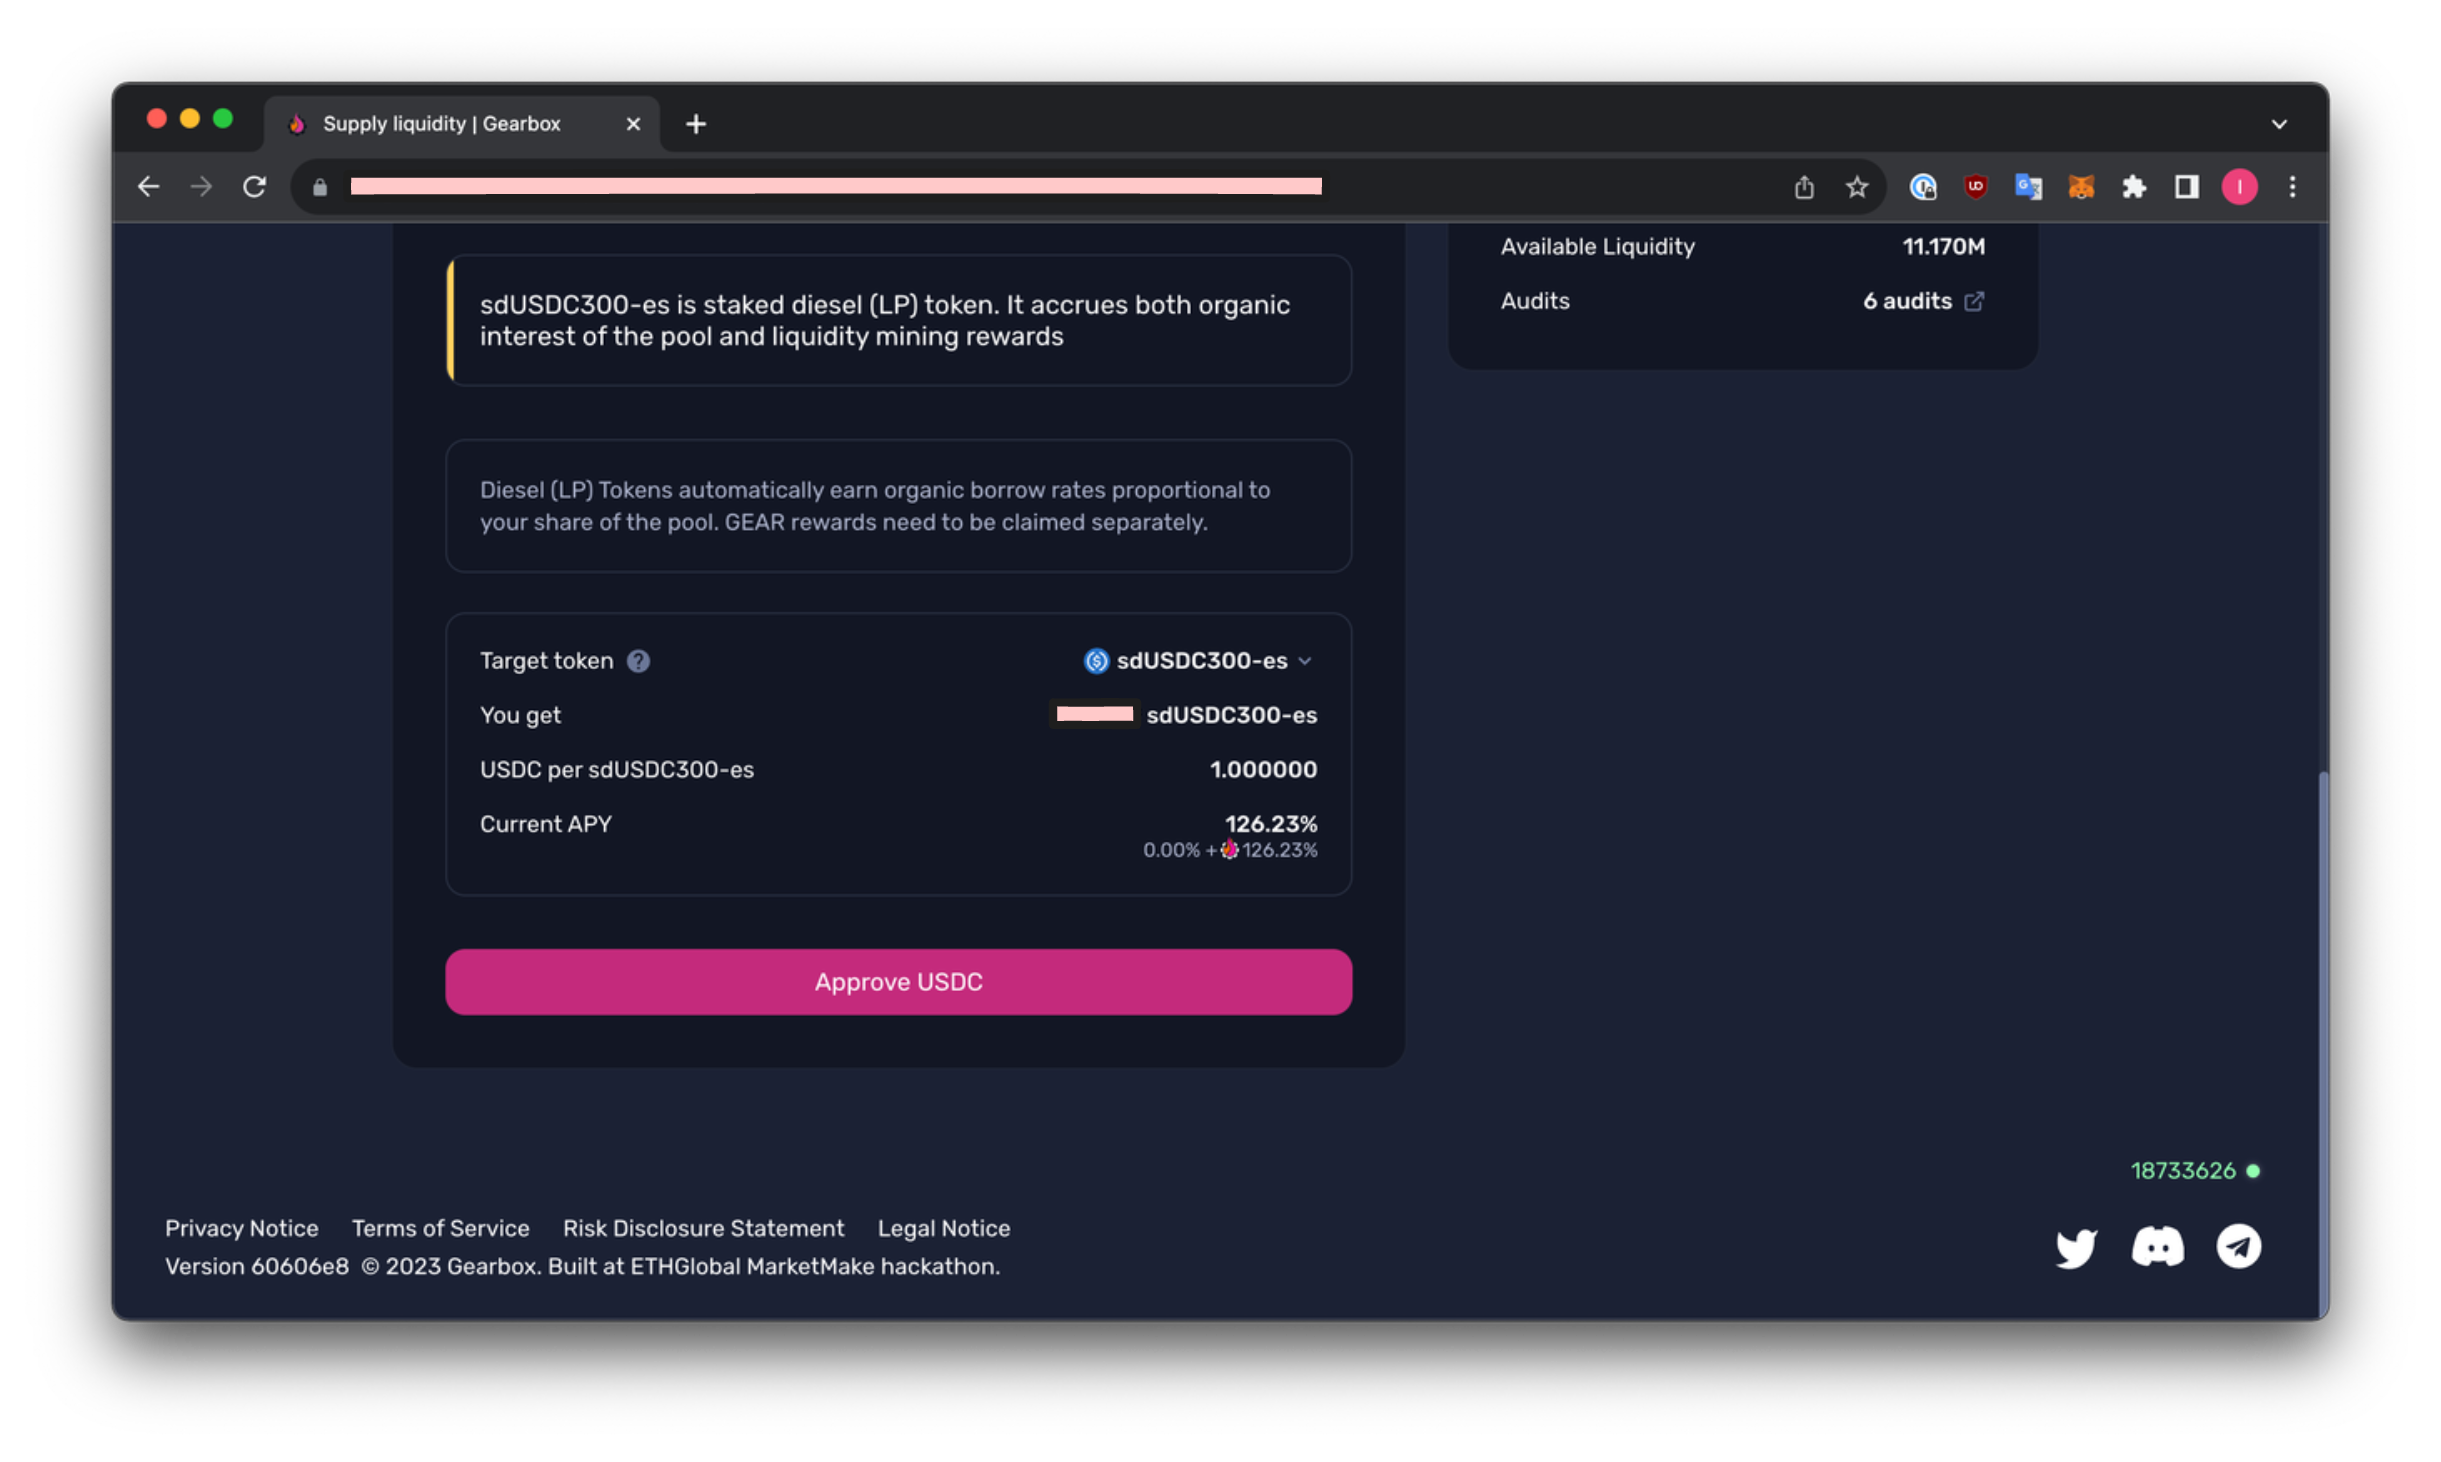 Supply liquidity | Gearbox
Available Liquidity 11.170M
Audits 6 audits
sdUSDC300-es is staked diesel (LP) token. It accrues both organic
interest of the pool and liquidity mining rewards
Diesel (LP) Tokens automatically earn organic borrow rates proportional to
your share of the pool. GEAR rewards need to be claimed separately.
Target token ? sdUSDC300-es
You get sdUSDC300-es
USDC per sdUSDC300-es 1.000000
Current APY 126.23%
0.00% + 126.23%
Approve USDC
18733626
Privacy Notice Terms of Service Risk Disclosure Statement Legal Notice
Version 60606e8 © 2023 Gearbox. Built at ETHGlobal MarketMake hackathon.